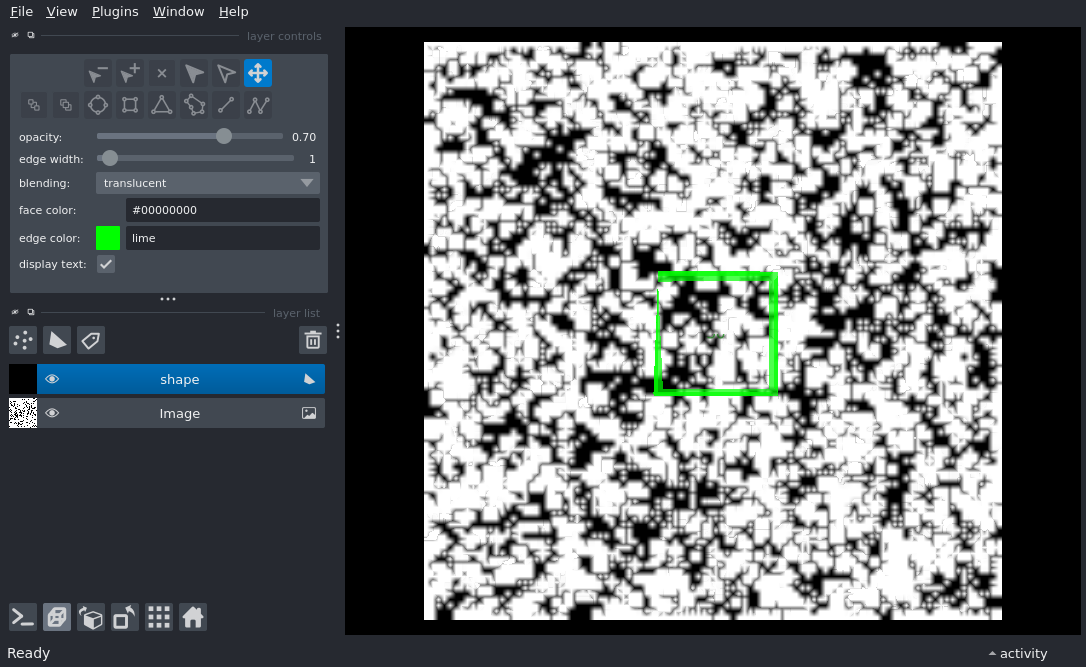 File View Plugins Window Help
layer controls
opacity: 0.70
edge width: 1
blending: translucent
face color: #00000000
edge color: lime
display text:
layer list
shape
Image
Ready activity